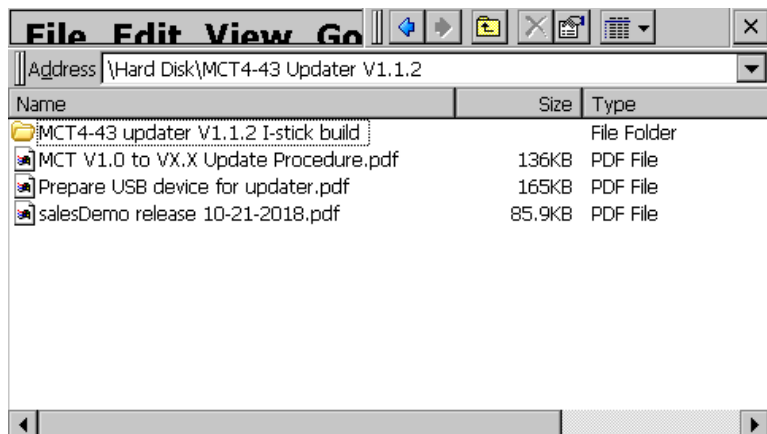 File Edit View Go
Address \Hard Disk\MCT4-43 Updater V1.1.2
Name Size Type
MCT4-43 updater V1.1.2 I-stick build File Folder
MCT V1.0 to VX.X Update Procedure.pdf 136KB PDF File
Prepare USB device for updater.pdf 165KB PDF File
salesDemo release 10-21-2018.pdf 85.9KB PDF File